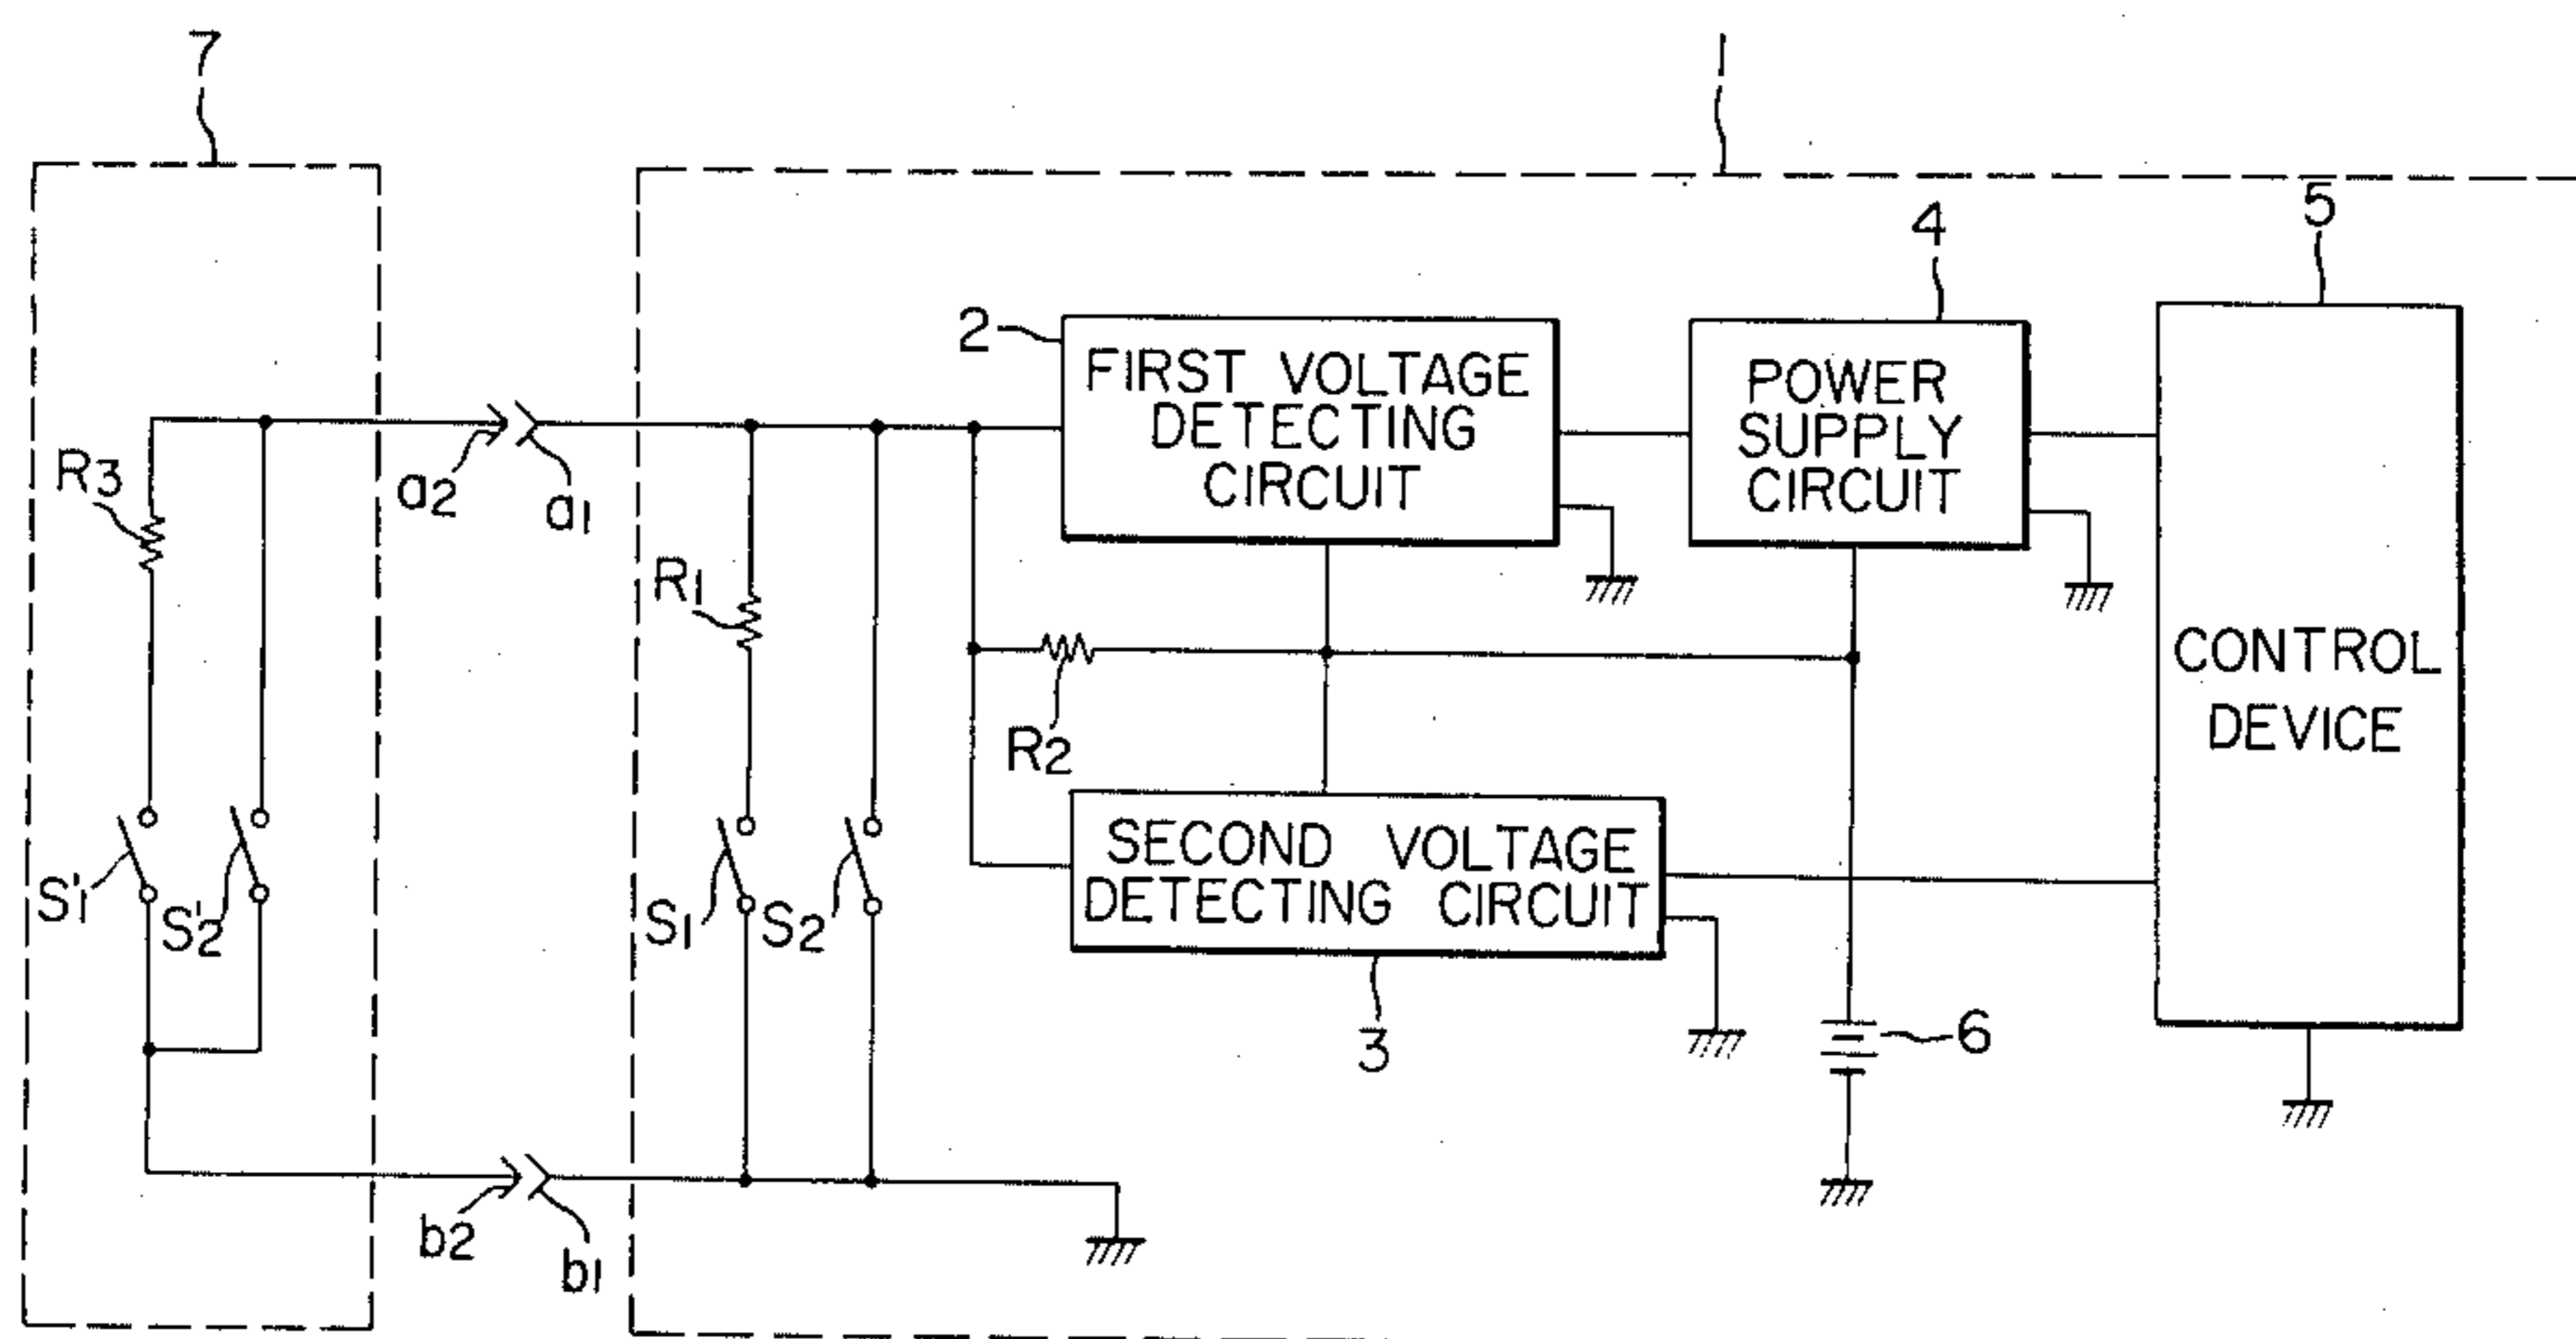 7
1
5
4
2
FIRST VOLTAGE
DETECTING
CIRCUIT
POWER
SUPPLY
CIRCUIT
R3
a2
a1
R1
CONTROL
DEVICE
R2
SECOND VOLTAGE
DETECTING CIRCUIT
S'1
S'2
S1
S2
3
6
b2
b1